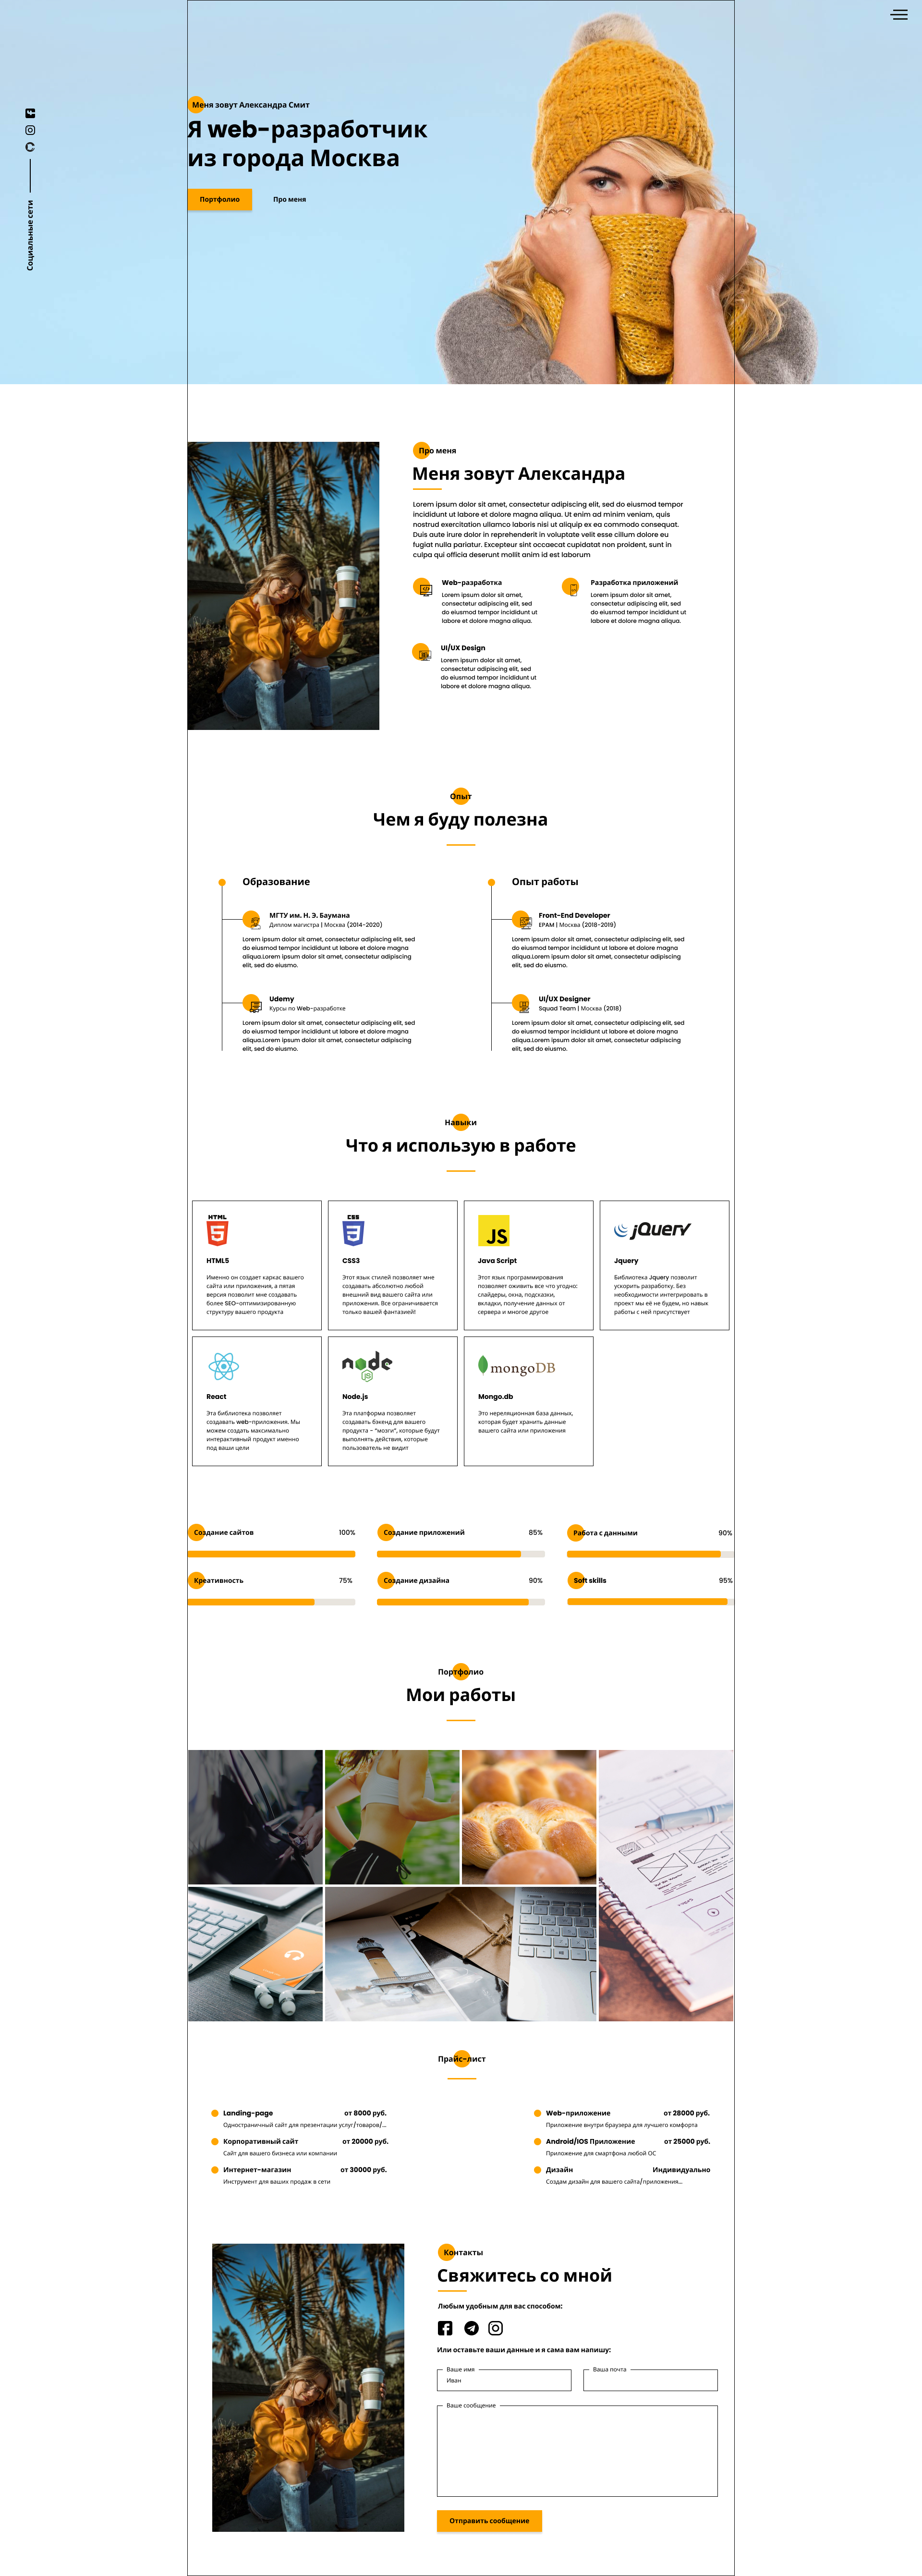 Меня зовут Александра Смит
Я web-разработчик
из города Москва
Портфолио
Про меня
Социальные сети
Про меня
Меня зовут Александра
Lorem ipsum dolor sit amet, consectetur adipiscing elit, sed do eiusmod tempor
incididunt ut labore et dolore magna aliqua. Ut enim ad minim veniam, quis
nostrud exercitation ullamco laboris nisi ut aliquip ex ea commodo consequat.
Duis aute irure dolor in reprehenderit in voluptate velit esse cillum dolore eu
fugiat nulla pariatur. Excepteur sint occaecat cupidatat non proident, sunt in
culpa qui officia deserunt mollit anim id est laborum
Web-разработка
Lorem ipsum dolor sit amet,
consectetur adipiscing elit, sed
do eiusmod tempor incididunt ut
labore et dolore magna aliqua.
Разработка приложений
Lorem ipsum dolor sit amet,
consectetur adipiscing elit, sed
do eiusmod tempor incididunt ut
labore et dolore magna aliqua.
UI/UX Design
Lorem ipsum dolor sit amet,
consectetur adipiscing elit, sed
do eiusmod tempor incididunt ut
labore et dolore magna aliqua.
Опыт
Чем я буду полезна
Образование
МГТУ им. Н. Э. Баумана
Диплом магистра | Москва (2014-2020)
Lorem ipsum dolor sit amet, consectetur adipiscing elit, sed
do eiusmod tempor incididunt ut labore et dolore magna
aliqua.Lorem ipsum dolor sit amet, consectetur adipiscing
elit, sed do eiusmo.
Udemy
Курсы по Web-разработке
Lorem ipsum dolor sit amet, consectetur adipiscing elit, sed
do eiusmod tempor incididunt ut labore et dolore magna
aliqua.Lorem ipsum dolor sit amet, consectetur adipiscing
elit, sed do eiusmo.
Опыт работы
Front-End Developer
EPAM | Москва (2018-2019)
Lorem ipsum dolor sit amet, consectetur adipiscing elit, sed
do eiusmod tempor incididunt ut labore et dolore magna
aliqua.Lorem ipsum dolor sit amet, consectetur adipiscing
elit, sed do eiusmo.
UI/UX Designer
Squad Team | Москва (2018)
Lorem ipsum dolor sit amet, consectetur adipiscing elit, sed
do eiusmod tempor incididunt ut labore et dolore magna
aliqua.Lorem ipsum dolor sit amet, consectetur adipiscing
elit, sed do eiusmo.
Навыки
Что я использую в работе
HTML
5
HTML5
Именно он создает каркас вашего
сайта или приложения, а пятая
версия позволит мне создавать
более SEO-оптимизированную
структуру вашего продукта
CSS
3
CSS3
Этот язык стилей позволяет мне
создавать абсолютно любой
внешний вид вашего сайта или
приложения. Все ограничивается
только вашей фантазией!
JS
Java Script
Этот язык программирования
позволяет оживить все что угодно:
слайдеры, окна, подсказки,
вкладки, получение данных от
сервера и многое другое
jQuery
Jquery
Библиотека Jquery позволит
ускорить разработку. Без
необходимости интегрировать в
проект мы её не будем, но навык
работы с ней присутствует
React
Эта библиотека позволяет
создавать web-приложения. Мы
можем создать максимально
интерактивный продукт именно
под ваши цели
node
JS
Node.js
Эта платформа позволяет
создавать бэкенд для вашего
продукта - "мозги", которые будут
выполнять действия, которые
пользователь не видит
mongoDB
Mongo.db
Это нереляционная база данных,
которая будет хранить данные
вашего сайта или приложения
Создание сайтов 100%
Создание приложений 85%
Работа с данными 90%
Креативность 75%
Создание дизайна 90%
Soft skills 95%
Портфолио
Мои работы
Прайс-лист
Landing-page от 8000 руб.
Одностраничный сайт для презентации услуг/товаров/...
Корпоративный сайт от 20000 руб.
Сайт для вашего бизнеса или компании
Интернет-магазин от 30000 руб.
Инструмент для ваших продаж в сети
Web-приложение от 28000 руб.
Приложение внутри браузера для лучшего комфорта
Android/IOS Приложение от 25000 руб.
Приложение для смартфона любой ОС
Дизайн Индивидуально
Создам дизайн для вашего сайта/приложения...
Контакты
Свяжитесь со мной
Любым удобным для вас способом:
Или оставьте ваши данные и я сама вам напишу:
Ваше имя
Иван
Ваша почта
Ваше сообщение
Отправить сообщение